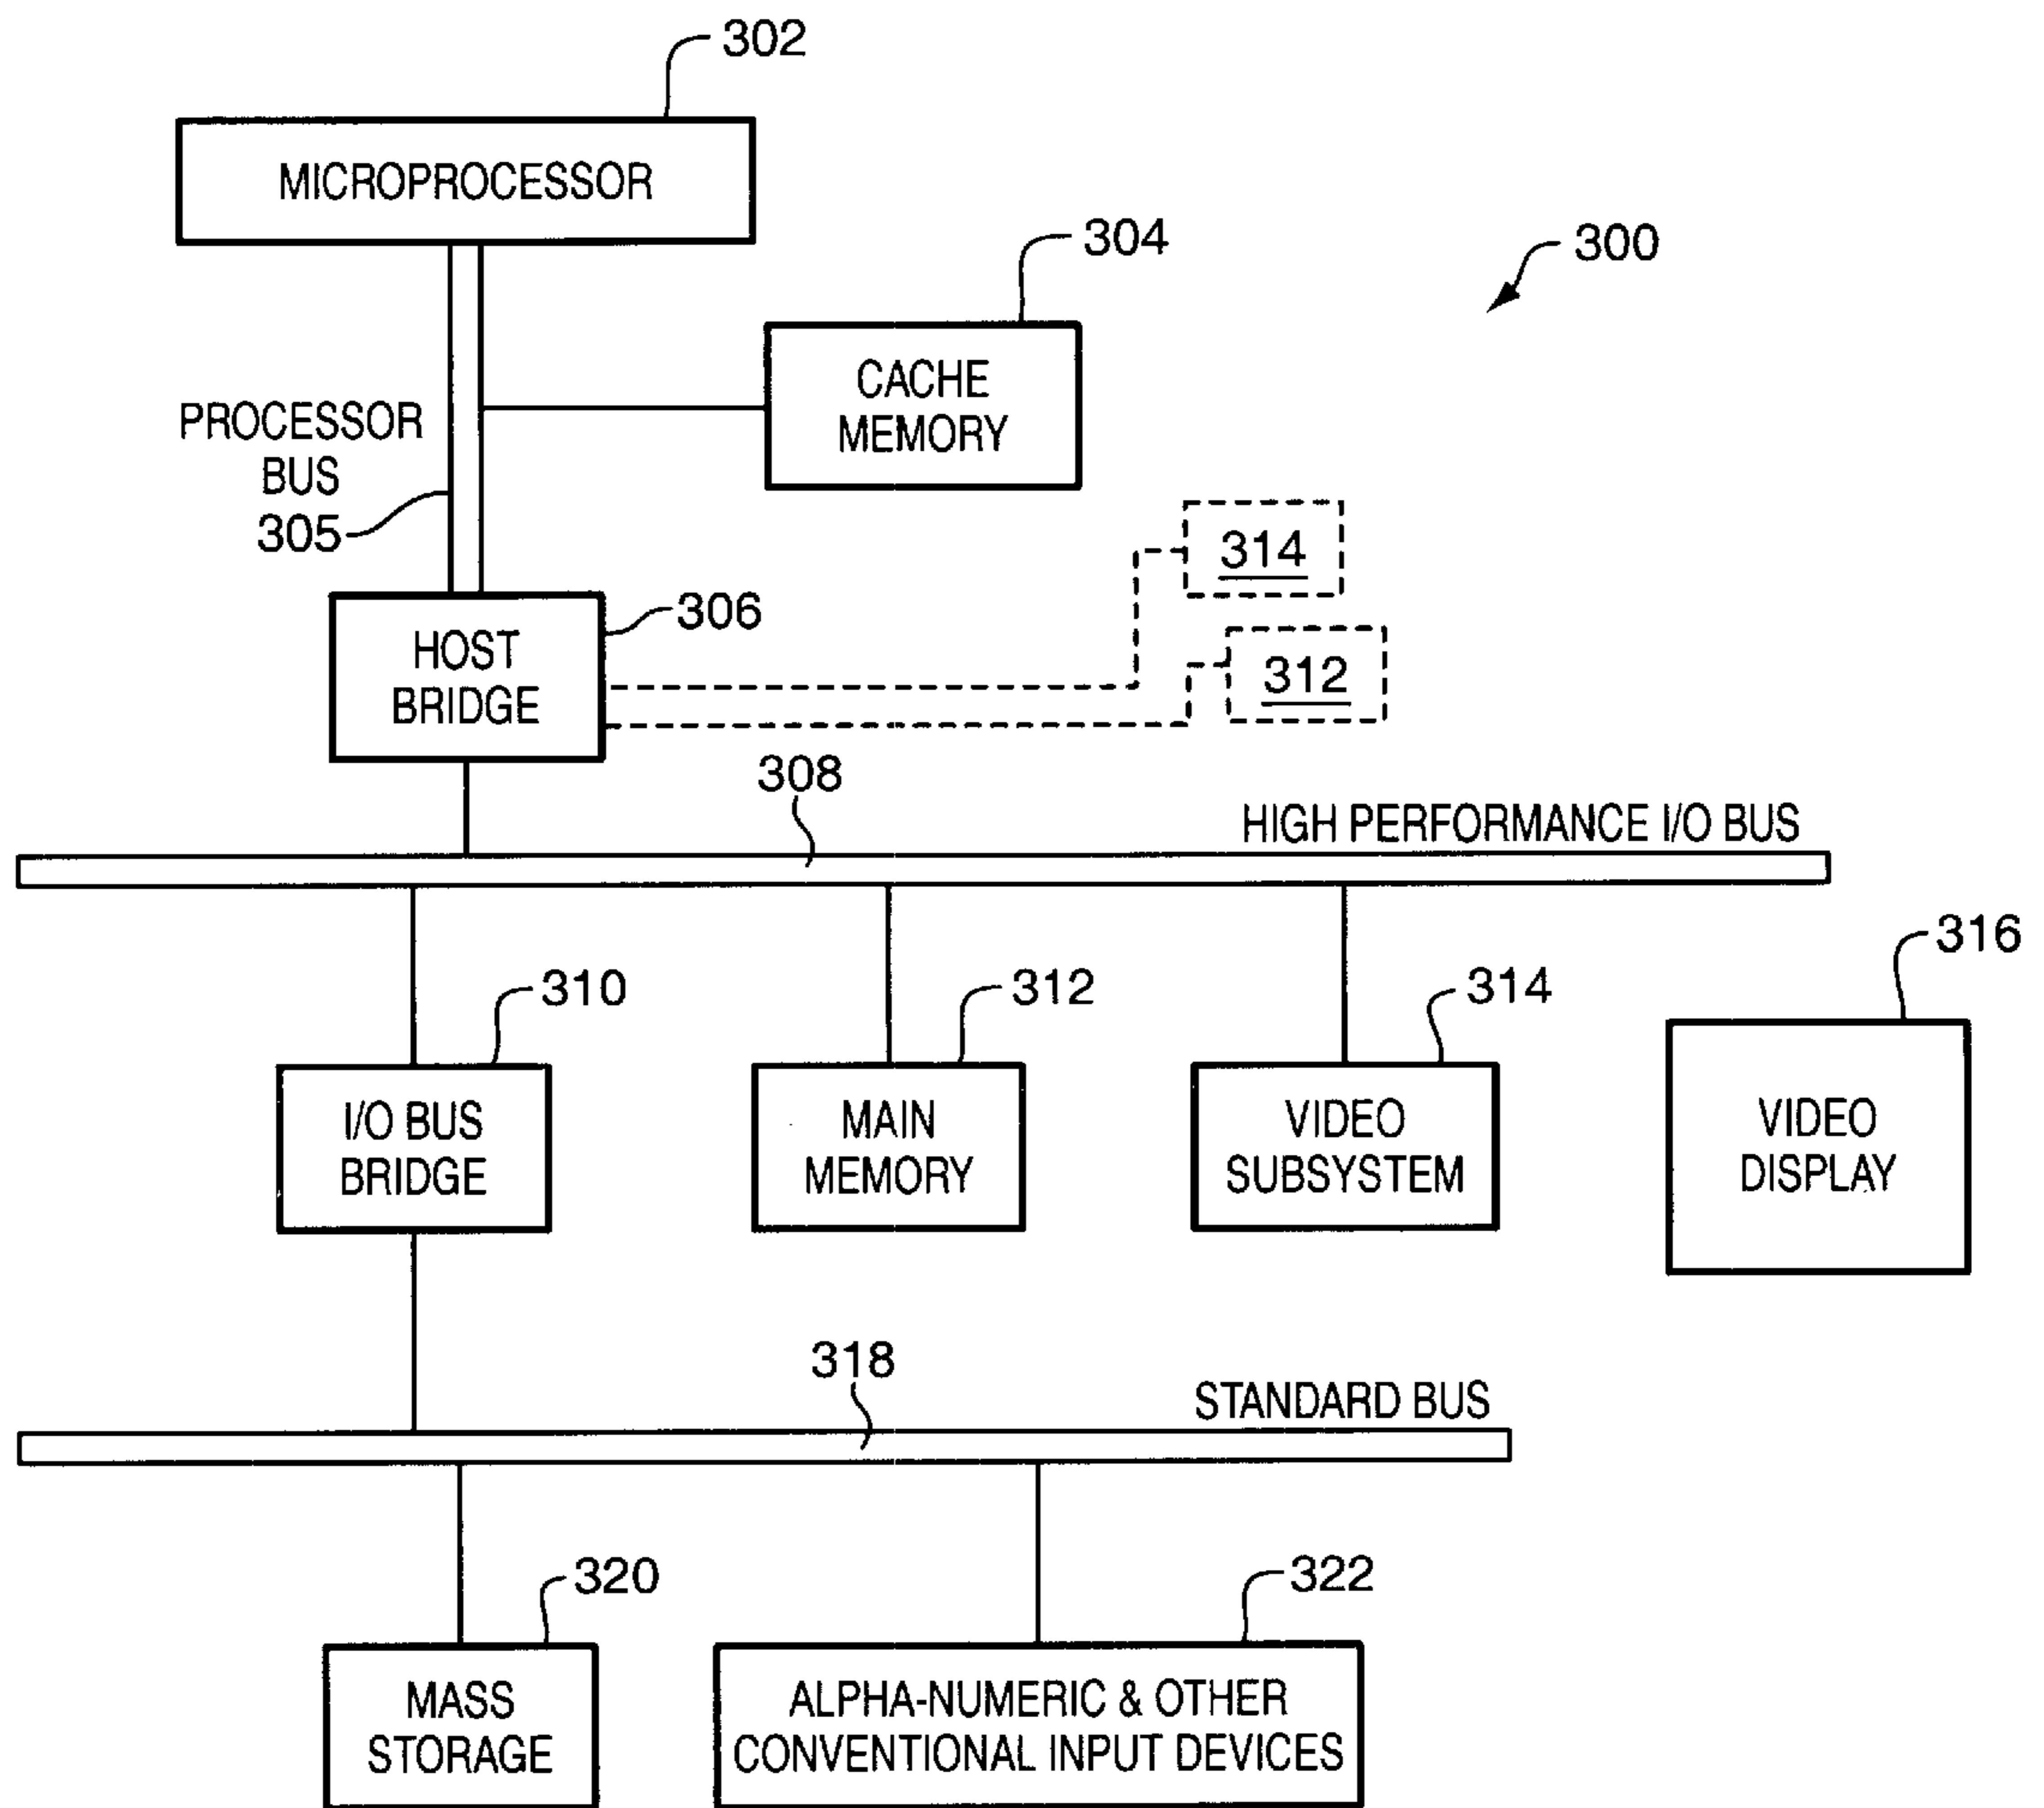 302
MICROPROCESSOR
304
300
CACHE
MEMORY
PROCESSOR
BUS
305
314
306
HOST
BRIDGE
312
308
HIGH PERFORMANCE I/O BUS
316
310
312
314
I/O BUS
BRIDGE
MAIN
MEMORY
VIDEO
SUBSYSTEM
VIDEO
DISPLAY
318
STANDARD BUS
320
322
MASS
STORAGE
ALPHA-NUMERIC & OTHER
CONVENTIONAL INPUT DEVICES